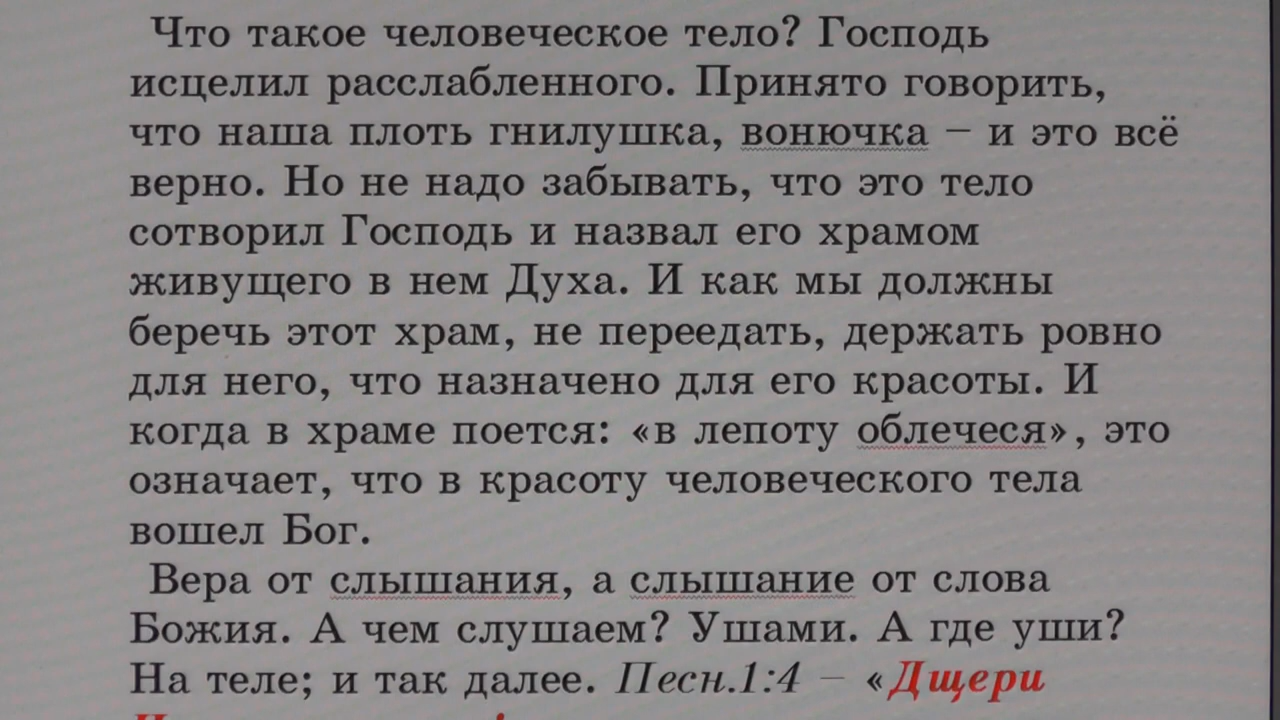 Что такое человеческое тело? Господь
исцелил расслабленного. Принято говорить,
что наша плоть гнилушка, вонючка – и это всё
верно. Но не надо забывать, что это тело
сотворил Господь и назвал его храмом
живущего в нем Духа. И как мы должны
беречь этот храм, не переедать, держать ровно
для него, что назначено для его красоты. И
когда в храме поется: «в лепоту облечеся», это
означает, что в красоту человеческого тела
вошел Бог.
Вера от слышания, а слышание от слова
Божия. А чем слушаем? Ушами. А где уши?
На теле; и так далее. Песн.1:4 – «Дщери